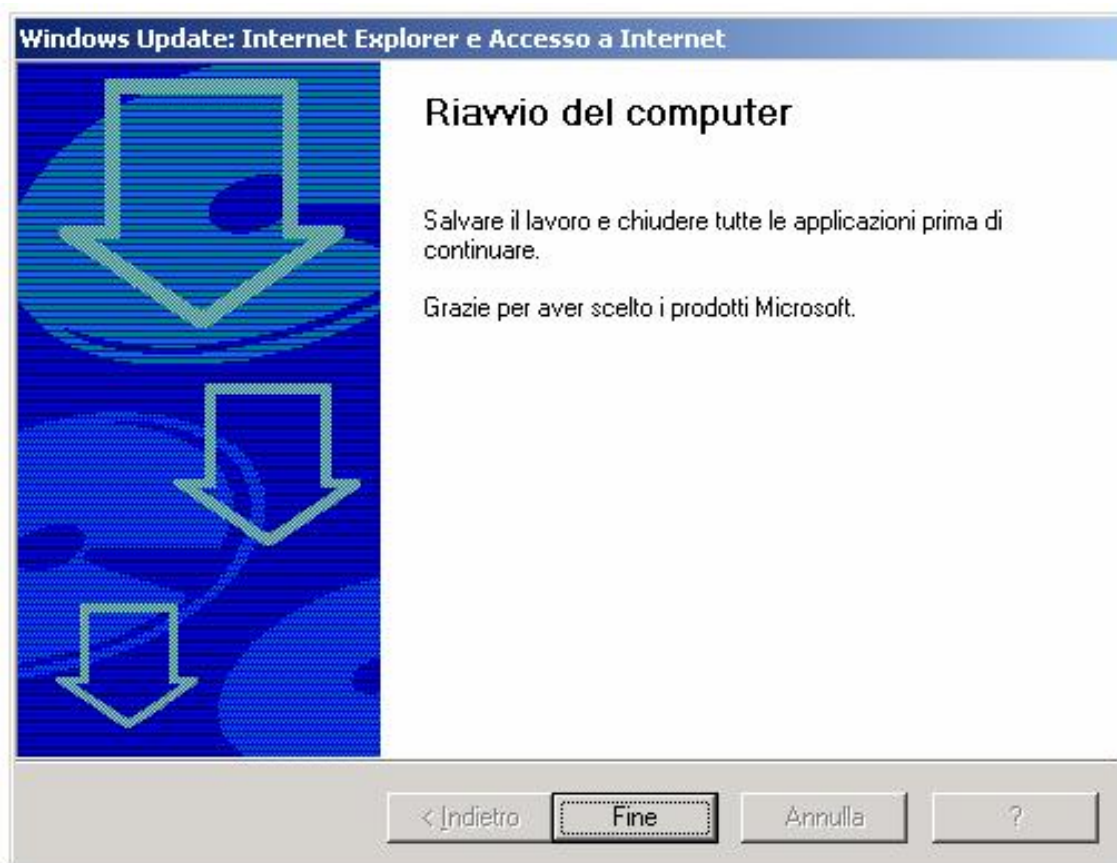 Windows Update: Internet Explorer e Accesso a Internet
Riavvio del computer
Salvare il lavoro e chiudere tutte le applicazioni prima di
continuare.
Grazie per aver scelto i prodotti Microsoft.
< Indietro Fine Annulla ?